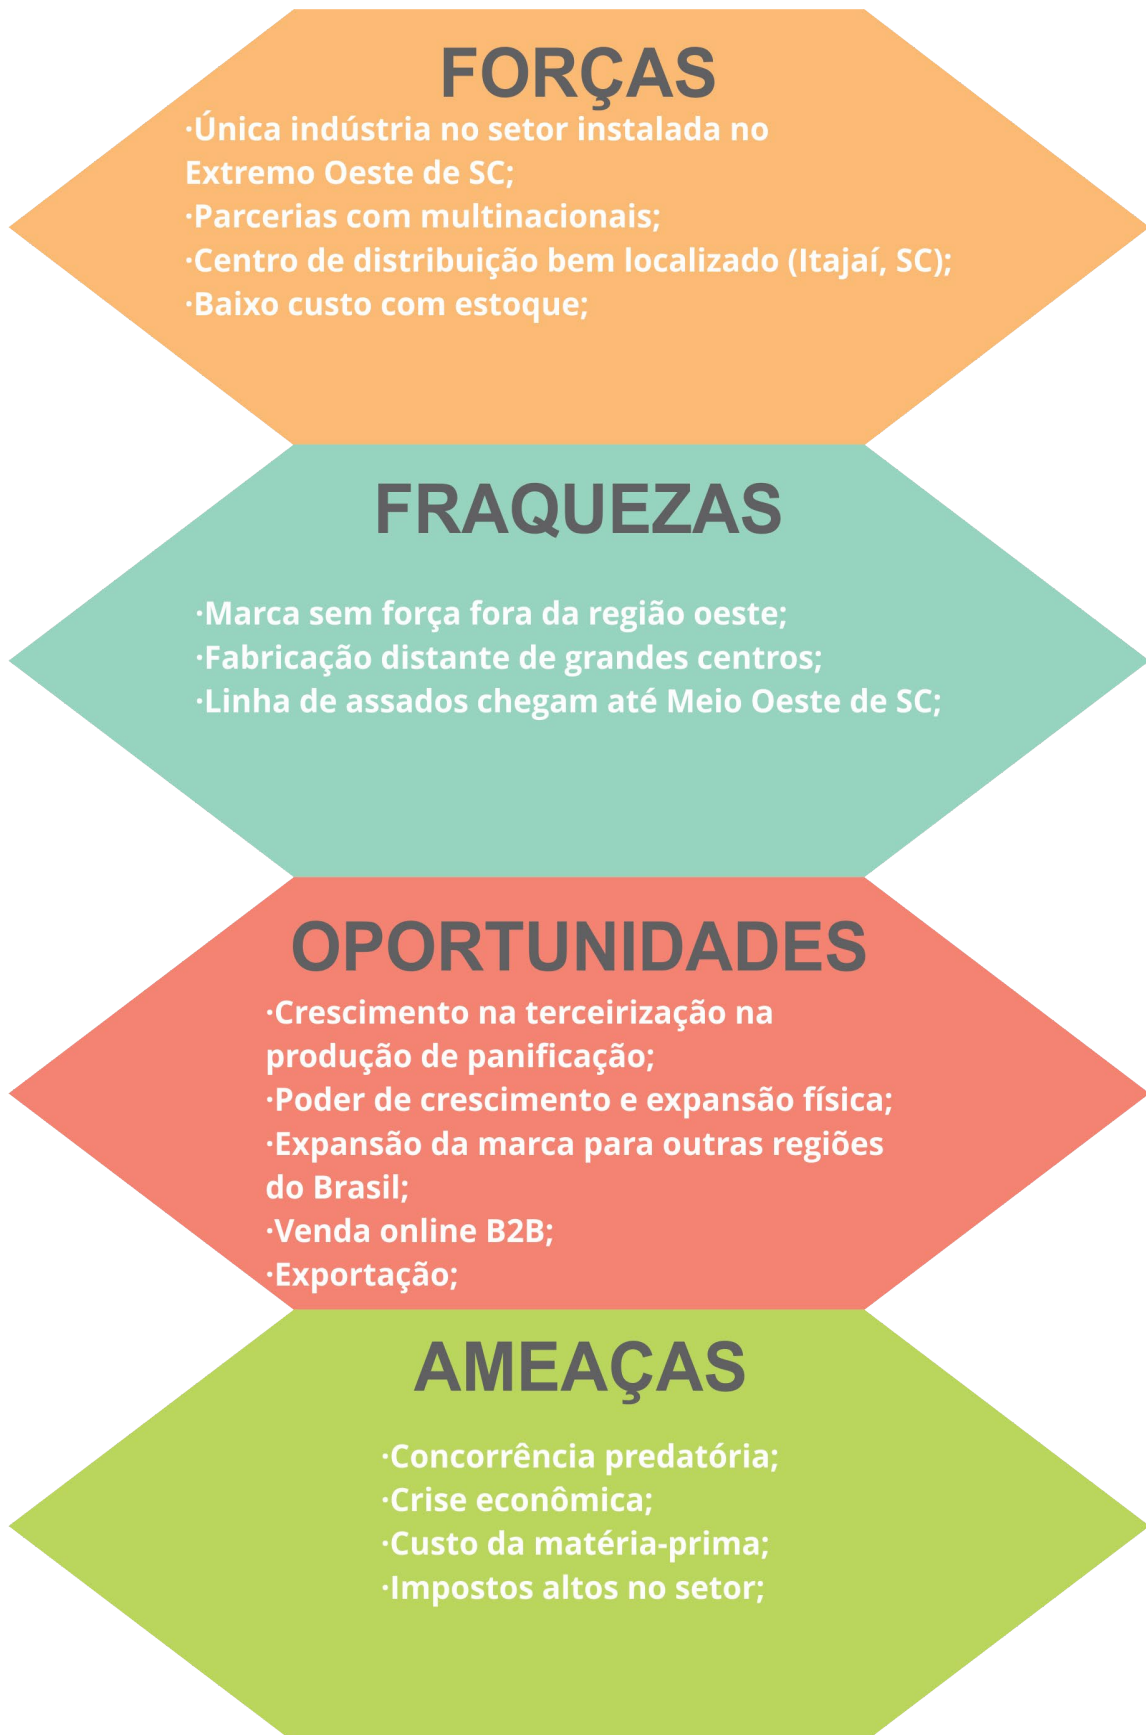 FORÇAS
·Única indústria no setor instalada no
Extremo Oeste de SC;
·Parcerias com multinacionais;
·Centro de distribuição bem localizado (Itajaí, SC);
·Baixo custo com estoque;
FRAQUEZAS
·Marca sem força fora da região oeste;
·Fabricação distante de grandes centros;
·Linha de assados chegam até Meio Oeste de SC;
OPORTUNIDADES
·Crescimento na terceirização na
produção de panificação;
·Poder de crescimento e expansão física;
·Expansão da marca para outras regiões
do Brasil;
·Venda online B2B;
·Exportação;
AMEAÇAS
·Concorrência predatória;
·Crise econômica;
·Custo da matéria-prima;
·Impostos altos no setor;